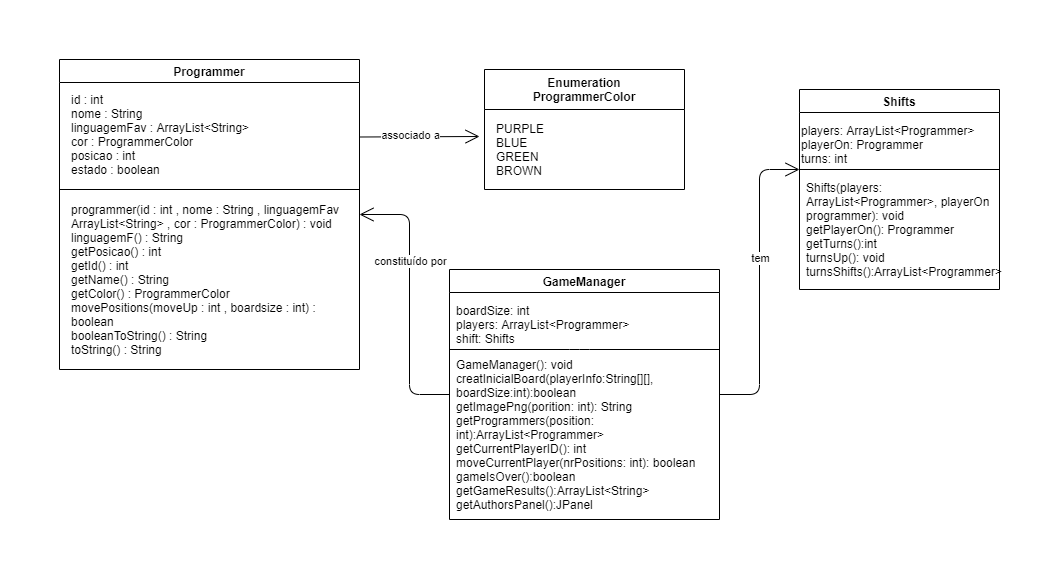 Programmer
id : int
nome : String
linguagemFav : ArrayList<String>
cor : ProgrammerColor
posicao : int
estado : boolean
programmer(id : int , nome : String , linguagemFav
ArrayList<String> , cor : ProgrammerColor) : void
linguagemF() : String
getPosicao() : int
getId() : int
getName() : String
getColor() : ProgrammerColor
movePositions(moveUp : int , boardsize : int) :
boolean
booleanToString() : String
toString() : String
associado a
Enumeration
ProgrammerColor
PURPLE
BLUE
GREEN
BROWN
Shifts
players: ArrayList<Programmer>
playerOn: Programmer
turns: int
Shifts(players:
ArrayList<Programmer>, playerOn
programmer): void
getPlayerOn(): Programmer
getTurns():int
turnsUp(): void
turnsShifts():ArrayList<Programmer>
constituído por
tem
GameManager
boardSize: int
players: ArrayList<Programmer>
shift: Shifts
GameManager(): void
creatInicialBoard(playerInfo:String[][],
boardSize:int):boolean
getImagePng(porition: int): String
getProgrammers(position:
int):ArrayList<Programmer>
getCurrentPlayerID(): int
moveCurrentPlayer(nrPositions: int): boolean
gameIsOver():boolean
getGameResults():ArrayList<String>
getAuthorsPanel():JPanel